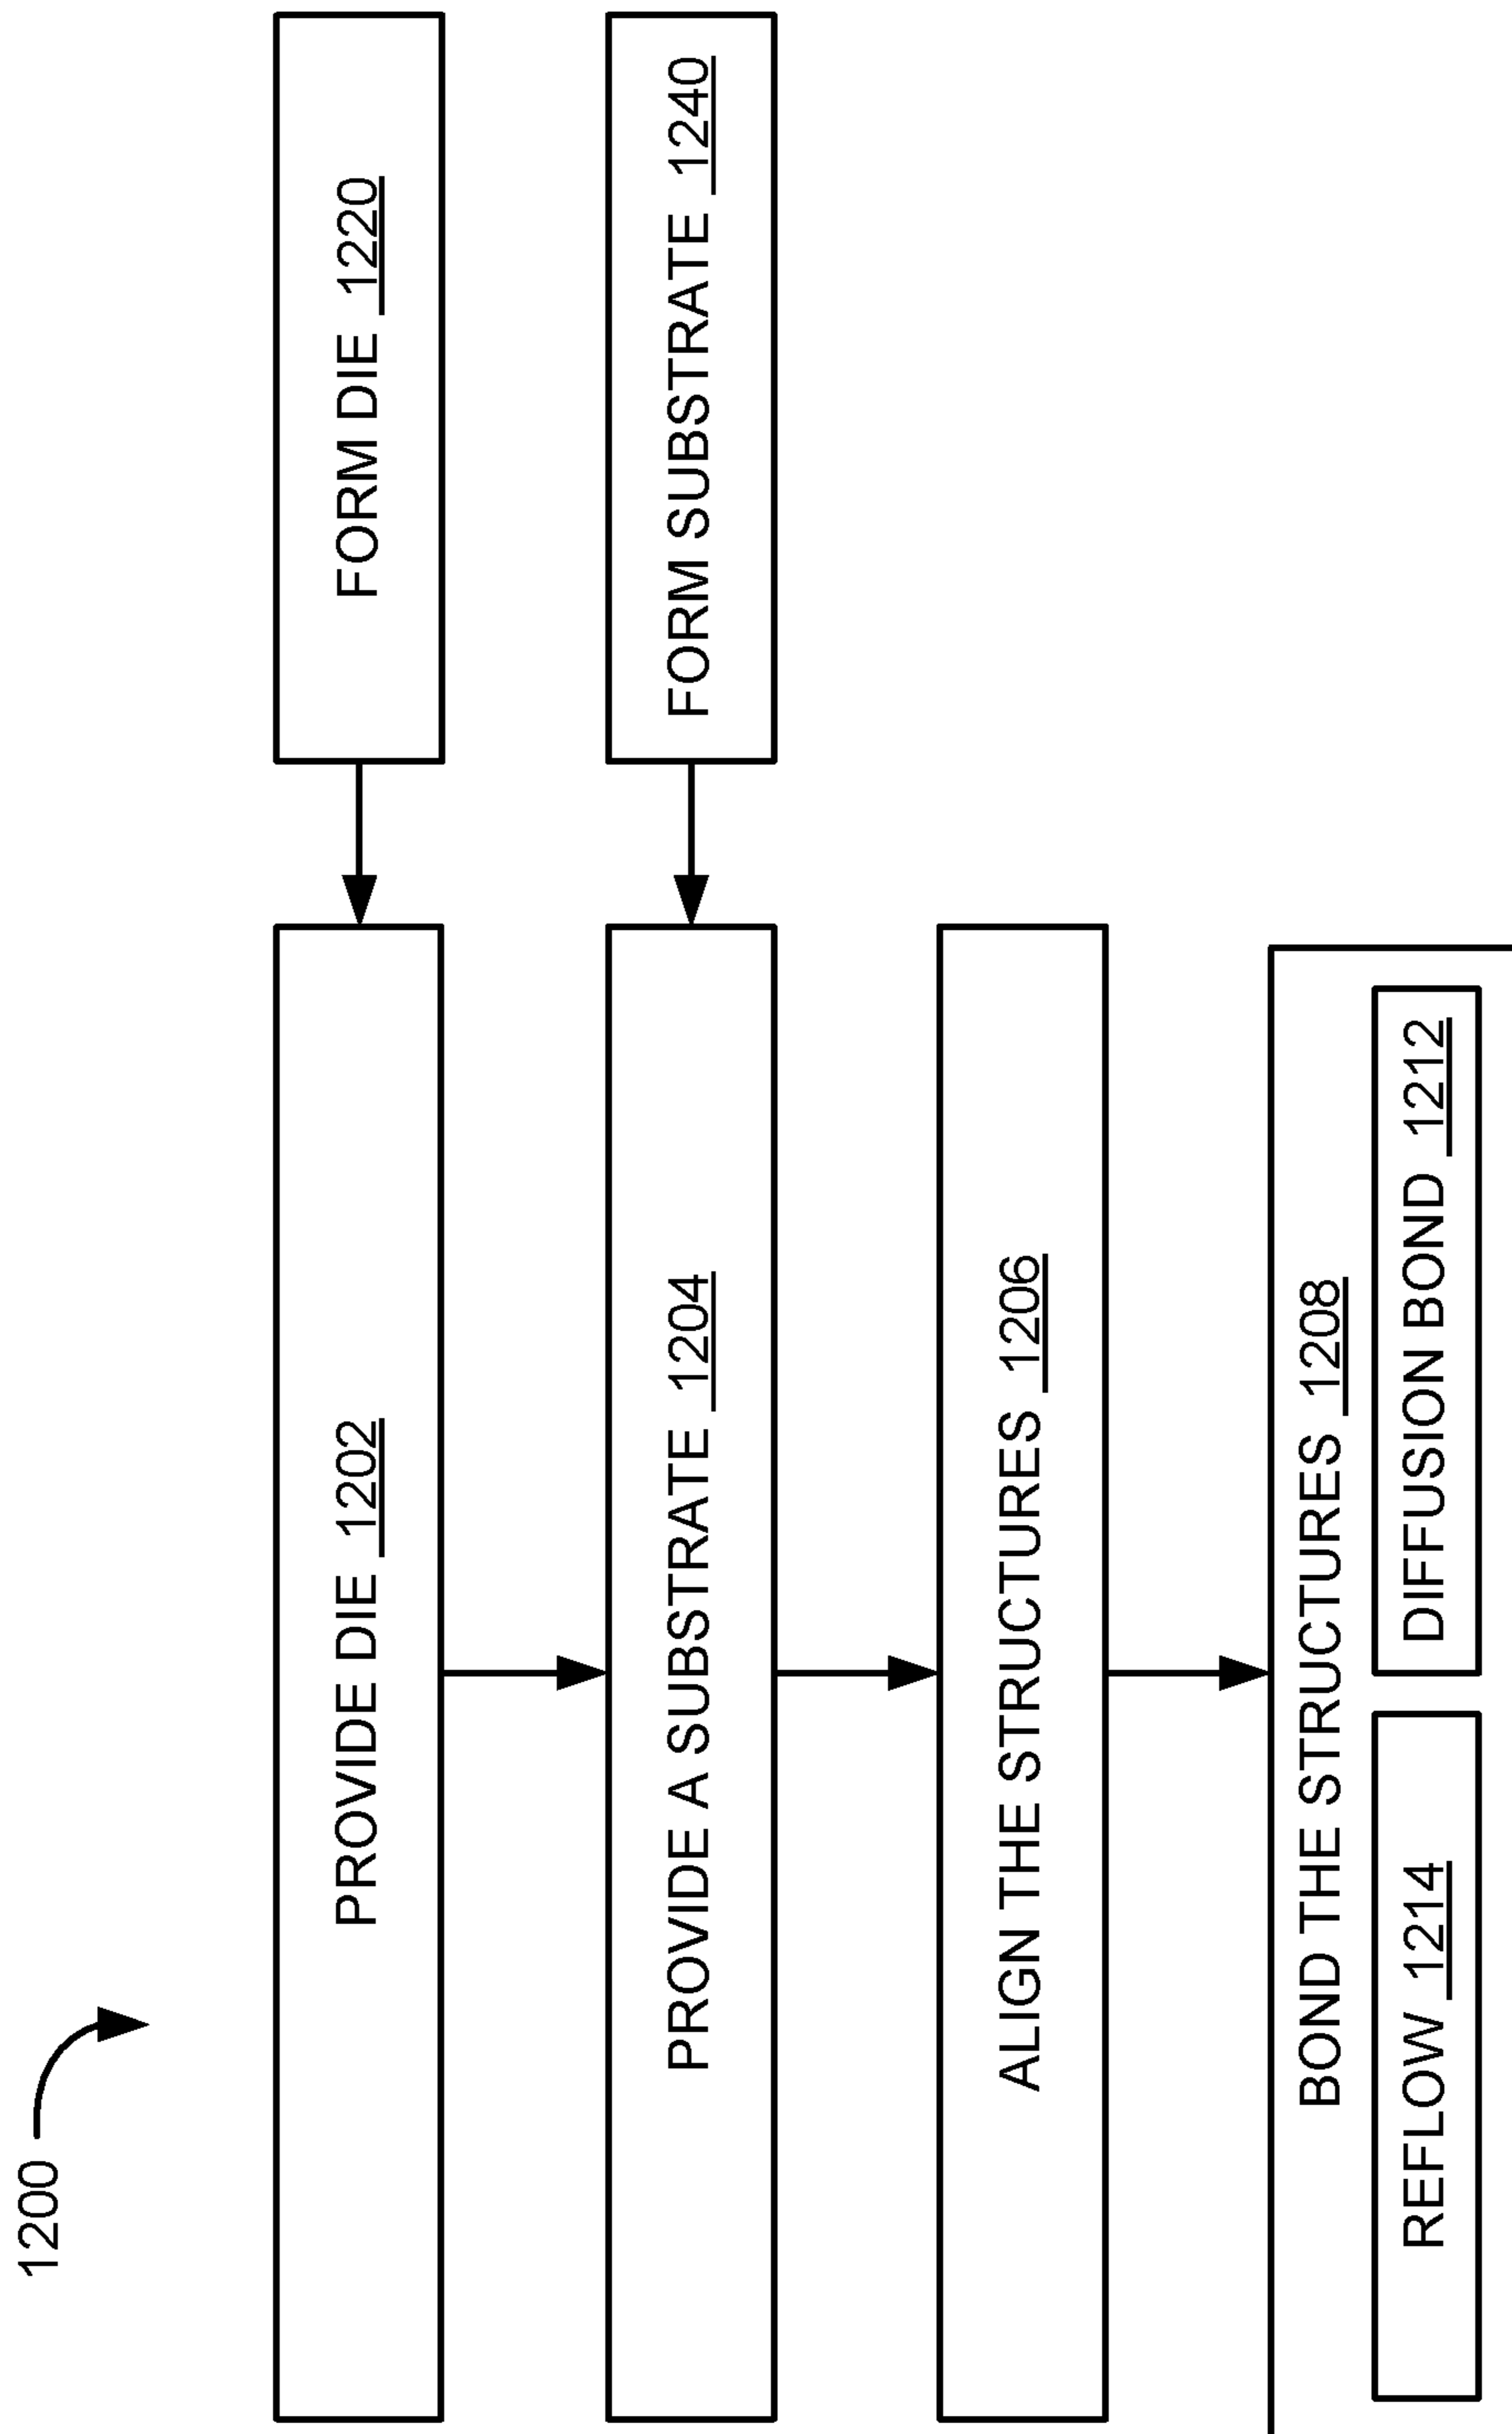 1200
PROVIDE DIE 1202
FORM DIE 1220
PROVIDE A SUBSTRATE 1204
FORM SUBSTRATE 1240
ALIGN THE STRUCTURES 1206
BOND THE STRUCTURES 1208
REFLOW 1214
DIFFUSION BOND 1212